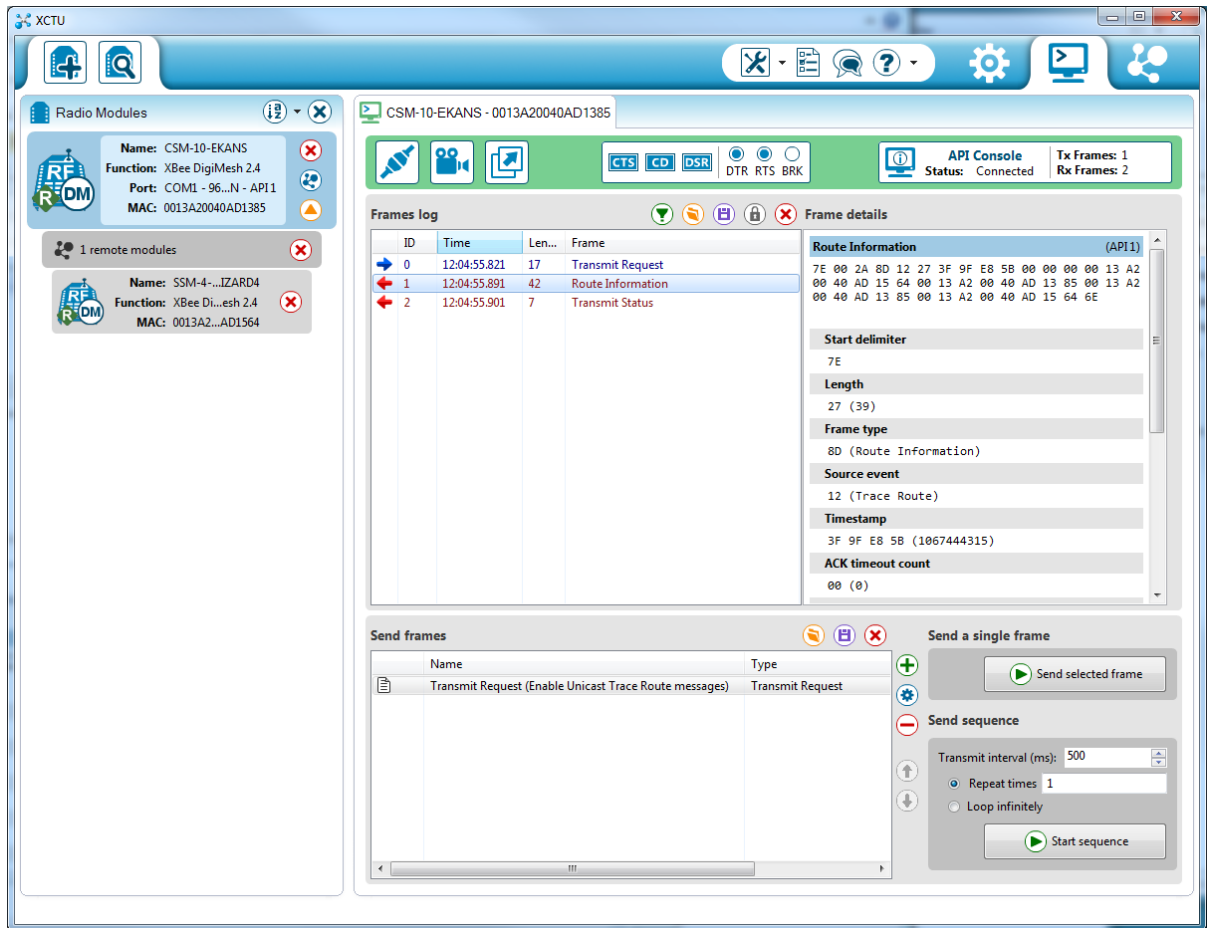 XCTU
Radio Modules
Name: CSM-10-EKANS
Function: XBee DigiMesh 2.4
Port: COM1 - 96...N - API 1
MAC: 0013A20040AD1385
1 remote modules
Name: SSM-4-...IZARD4
Function: XBee Di...esh 2.4
MAC: 0013A2...AD1564
CSM-10-EKANS - 0013A20040AD1385
CTS CD DSR DTR RTS BRK
API Console
Status: Connected
Tx Frames: 1
Rx Frames: 2
Frames log
ID Time Len... Frame
0 12:04:55.821 17 Transmit Request
1 12:04:55.891 42 Route Information
2 12:04:55.901 7 Transmit Status
Frame details
Route Information (API 1)
7E 00 2A 8D 12 27 3F 9F E8 5B 00 00 00 00 13 A2
00 40 AD 15 64 00 13 A2 00 40 AD 13 85 00 13 A2
00 40 AD 13 85 00 13 A2 00 40 AD 15 64 6E
Start delimiter
7E
Length
27 (39)
Frame type
8D (Route Information)
Source event
12 (Trace Route)
Timestamp
3F 9F E8 5B (1067444315)
ACK timeout count
00 (0)
Send frames
Name Type
Transmit Request (Enable Unicast Trace Route messages) Transmit Request
Send a single frame
Send selected frame
Send sequence
Transmit interval (ms): 500
Repeat times 1
Loop infinitely
Start sequence